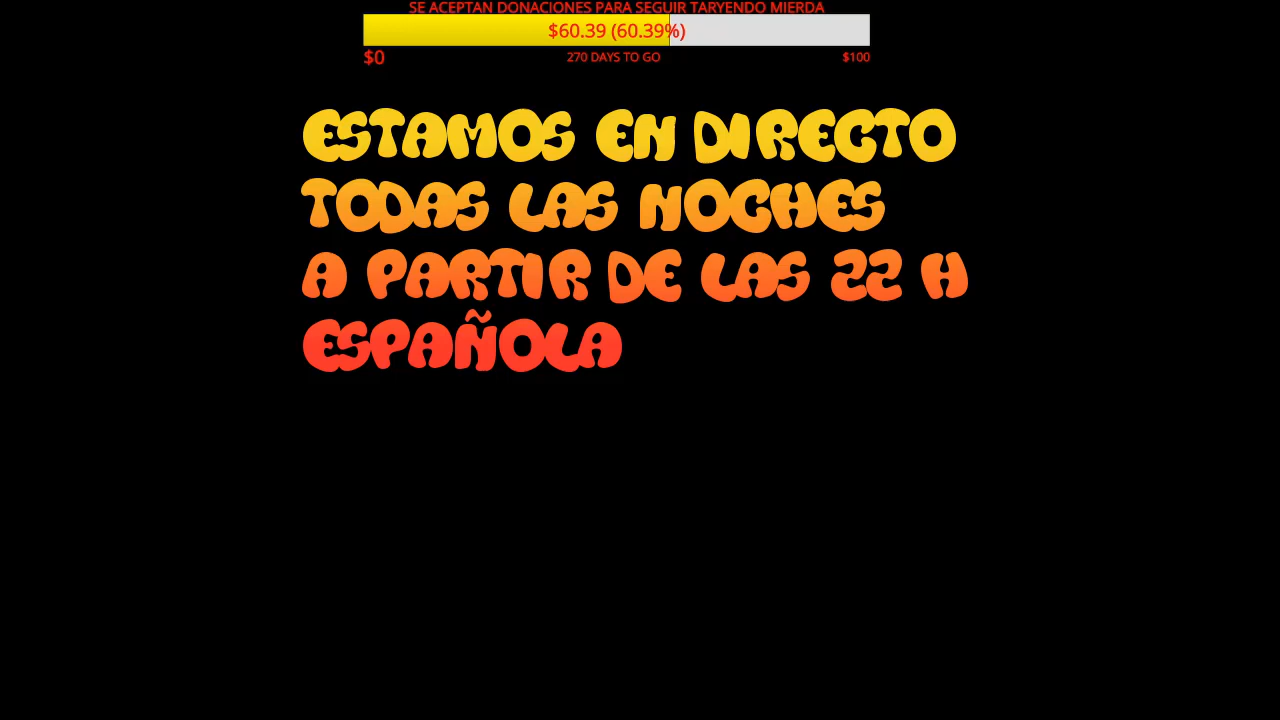 SE ACEPTAN DONACIONES PARA SEGUIR TARYENDO MIERDA
$60.39 (60.39%)
$0 270 DAYS TO GO $100
ESTAMOS EN DIRECTO
TODAS LAS NOCHES
A PARTIR DE LAS 22 H
ESPAÑOLA